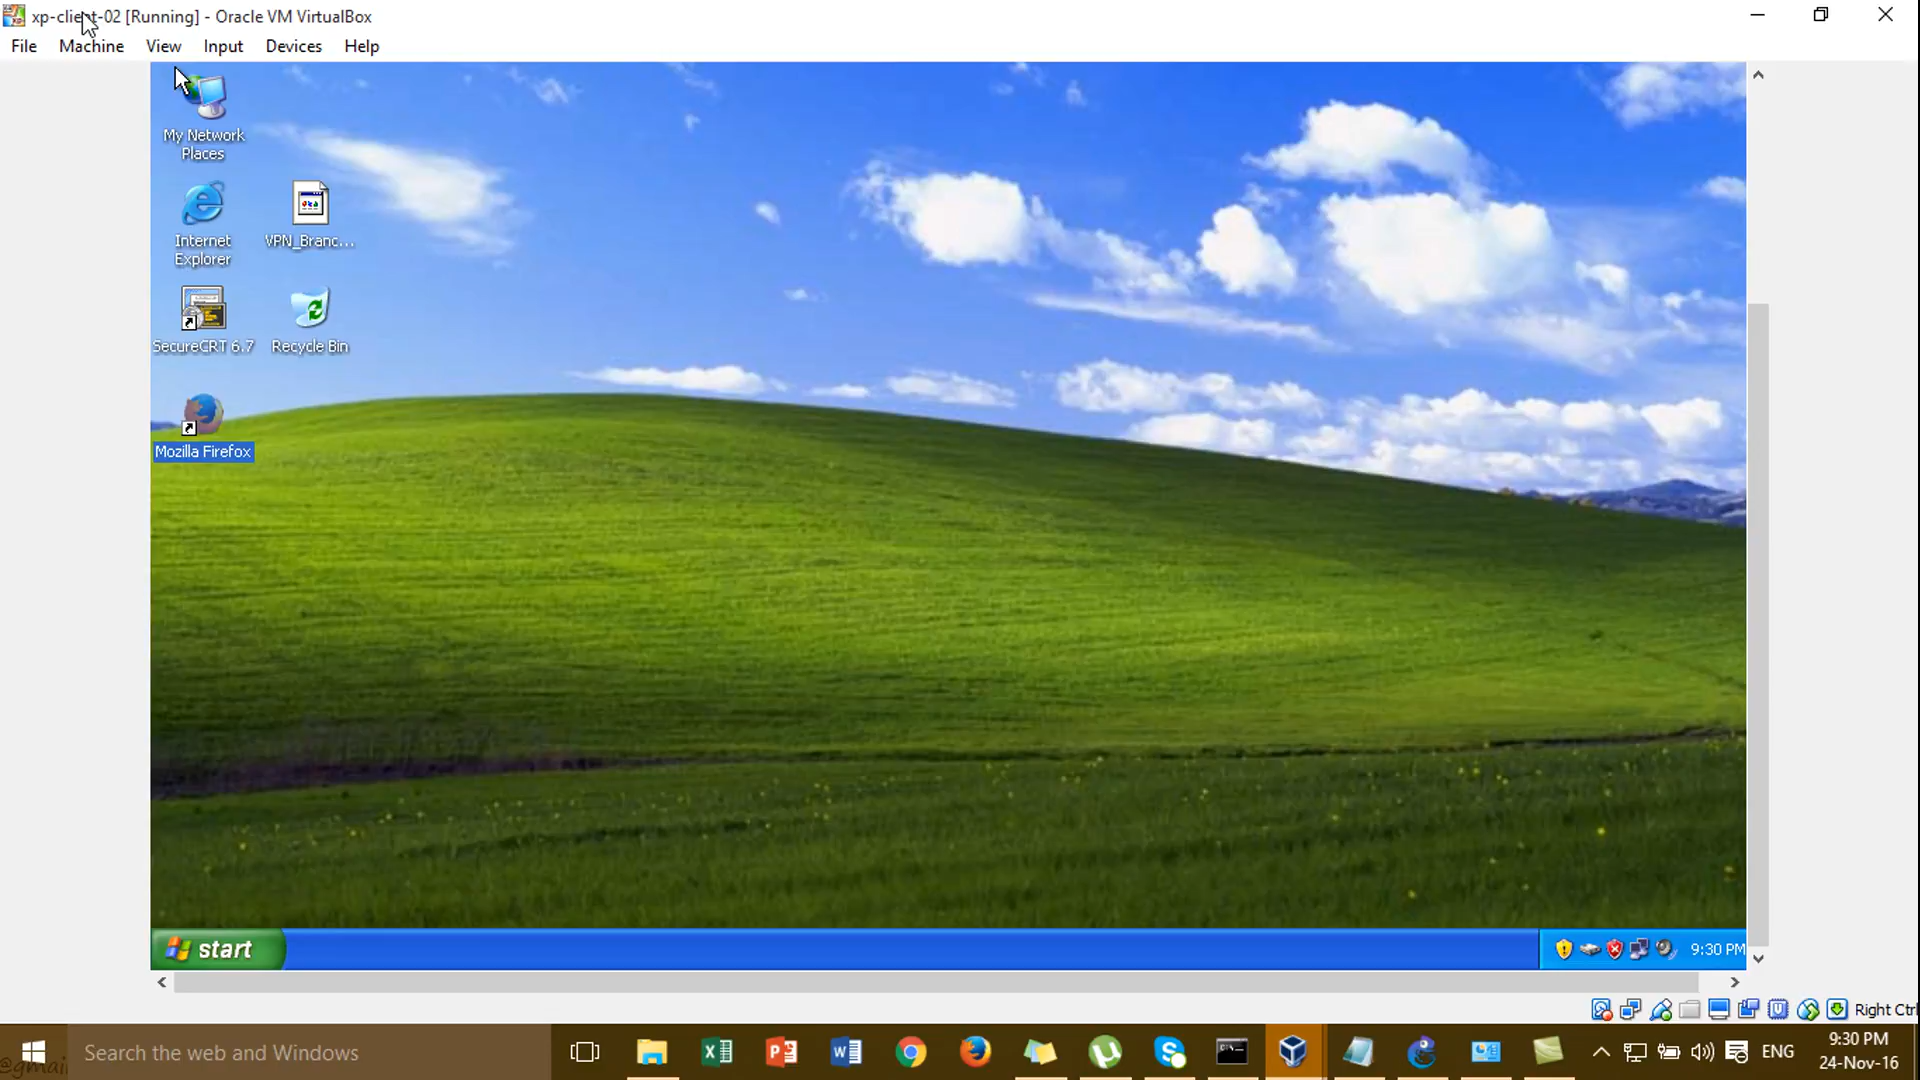 xp-client-02 [Running] - Oracle VM VirtualBox
File Machine View Input Devices Help
My Network
Places
Internet
Explorer
VPN_Branc...
SecureCRT 6.7
Recycle Bin
Mozilla Firefox
start
9:30 PM
Right Ctrl
Search the web and Windows
ENG
9:30 PM
24-Nov-16